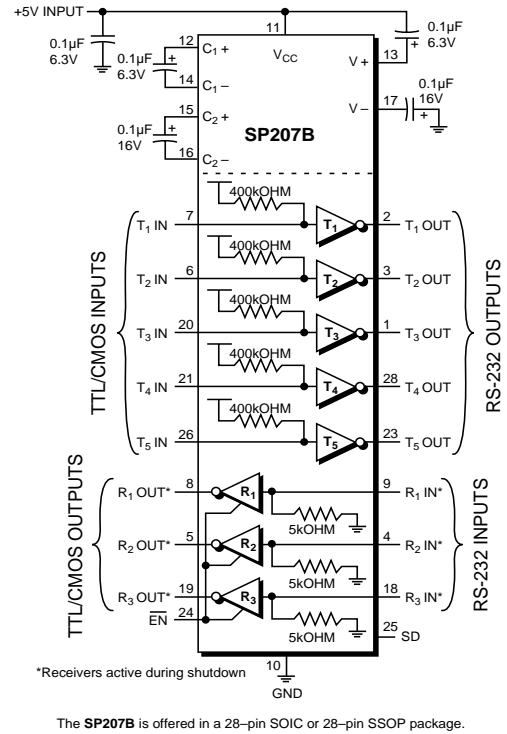 +5V INPUT
11
VCC
0.1µF
6.3V
0.1µF
6.3V
12
C1 +
14
C1 –
V +
13
0.1µF
6.3V
15
C2 +
0.1µF
16V
16
C2 –
V –
17
0.1µF
16V
SP207B
400kOHM
T1 IN
7
T1
2
T1 OUT
400kOHM
T2 IN
6
T2
3
T2 OUT
400kOHM
T3 IN
20
T3
1
T3 OUT
400kOHM
T4 IN
21
T4
28
T4 OUT
400kOHM
T5 IN
26
T5
23
T5 OUT
TTL/CMOS INPUTS
RS-232 OUTPUTS
R1 OUT*
8
R1
9
R1 IN*
5kOHM
R2 OUT*
5
R2
4
R2 IN*
5kOHM
R3 OUT*
19
R3
18
R3 IN*
5kOHM
EN
24
25
SD
TTL/CMOS OUTPUTS
RS-232 INPUTS
*Receivers active during shutdown
10
GND
The SP207B is offered in a 28–pin SOIC or 28–pin SSOP package.